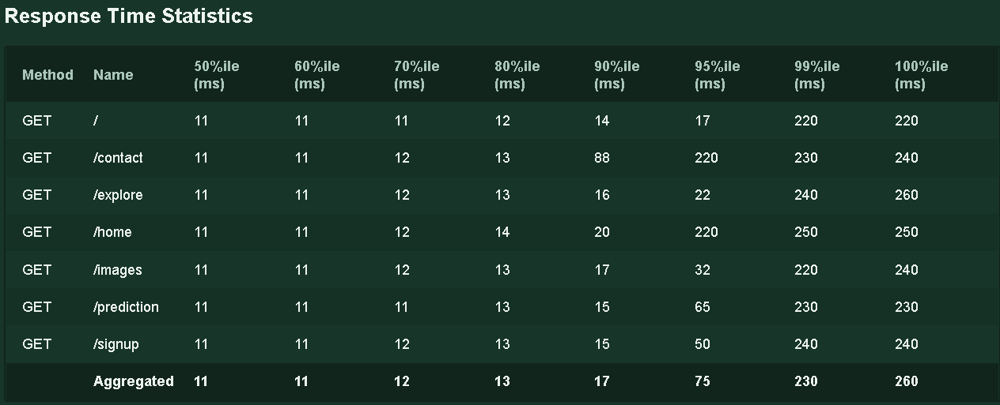 Response Time Statistics
Method Name 50%ile (ms) 60%ile (ms) 70%ile (ms) 80%ile (ms) 90%ile (ms) 95%ile (ms) 99%ile (ms) 100%ile (ms)
GET / 11 11 11 12 14 17 220 220
GET /contact 11 11 12 13 88 220 230 240
GET /explore 11 11 12 13 16 22 240 260
GET /home 11 11 12 14 20 220 250 250
GET /images 11 11 12 13 17 32 220 240
GET /prediction 11 11 11 13 15 65 230 230
GET /signup 11 11 12 13 15 50 240 240
Aggregated 11 11 12 13 17 75 230 260